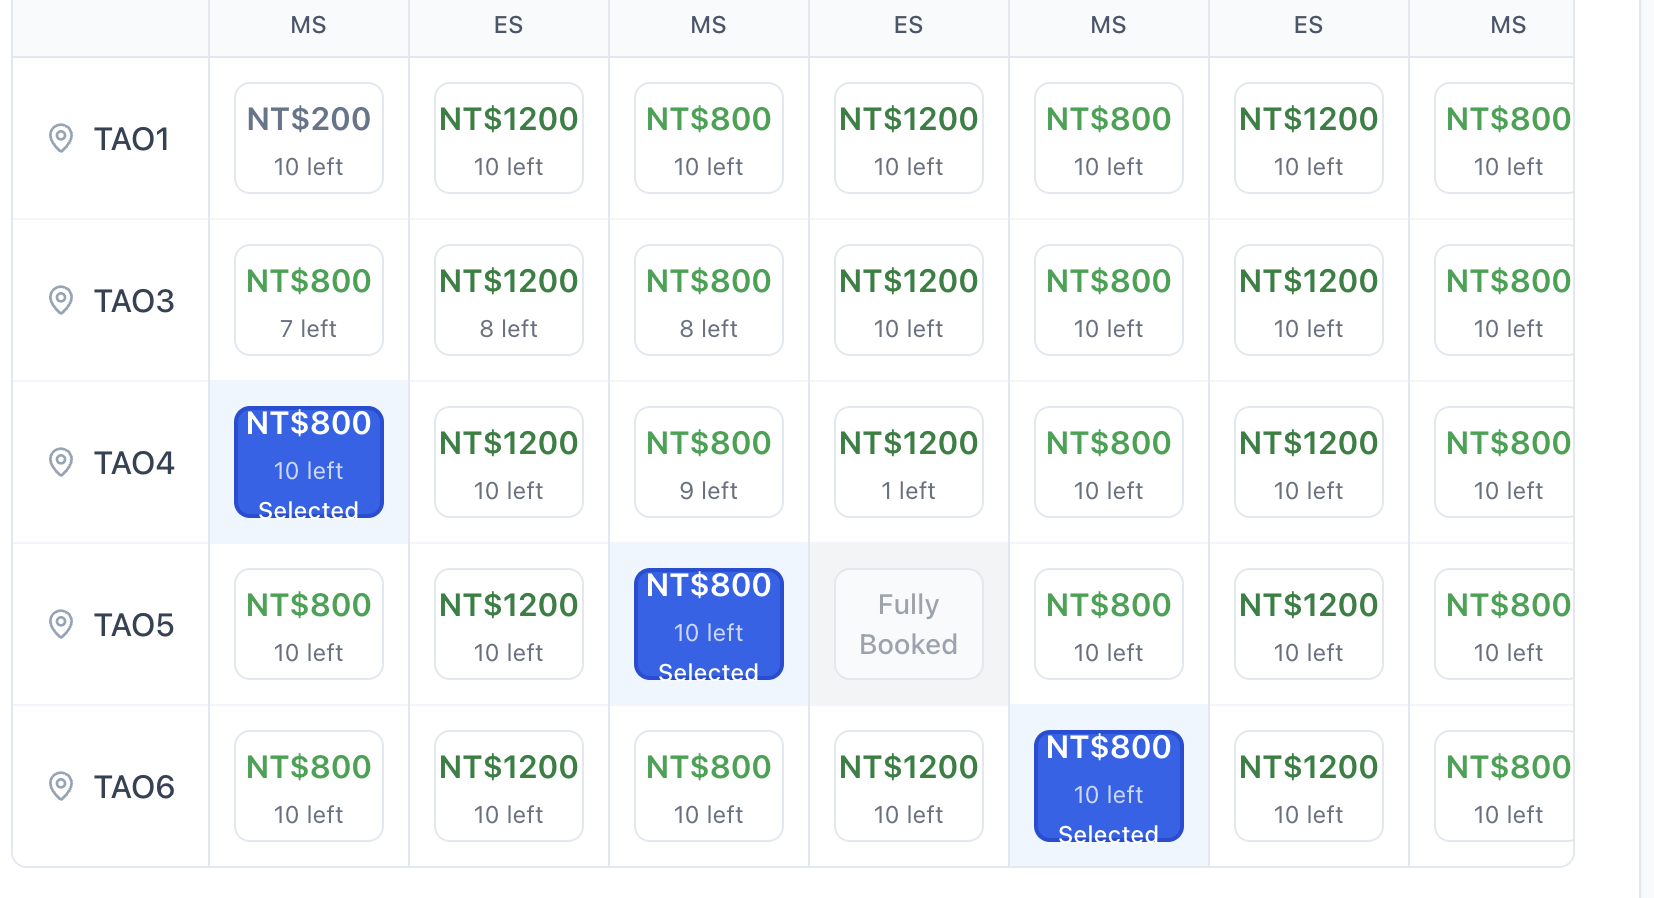 MS ES MS ES MS ES MS
TAO1 NT$200 NT$1200 NT$800 NT$1200 NT$800 NT$1200 NT$800
10 left 10 left 10 left 10 left 10 left 10 left 10 left
TAO3 NT$800 NT$1200 NT$800 NT$1200 NT$800 NT$1200 NT$800
7 left 8 left 8 left 10 left 10 left 10 left 10 left
TAO4 NT$800 NT$1200 NT$800 NT$1200 NT$800 NT$1200 NT$800
10 left 10 left 9 left 1 left 10 left 10 left 10 left
Selected
TAO5 NT$800 NT$1200 NT$800 Fully NT$800 NT$1200 NT$800
10 left 10 left 10 left Booked 10 left 10 left 10 left
Selected
TAO6 NT$800 NT$1200 NT$800 NT$1200 NT$800 NT$1200 NT$800
10 left 10 left 10 left 10 left 10 left 10 left 10 left
Selected